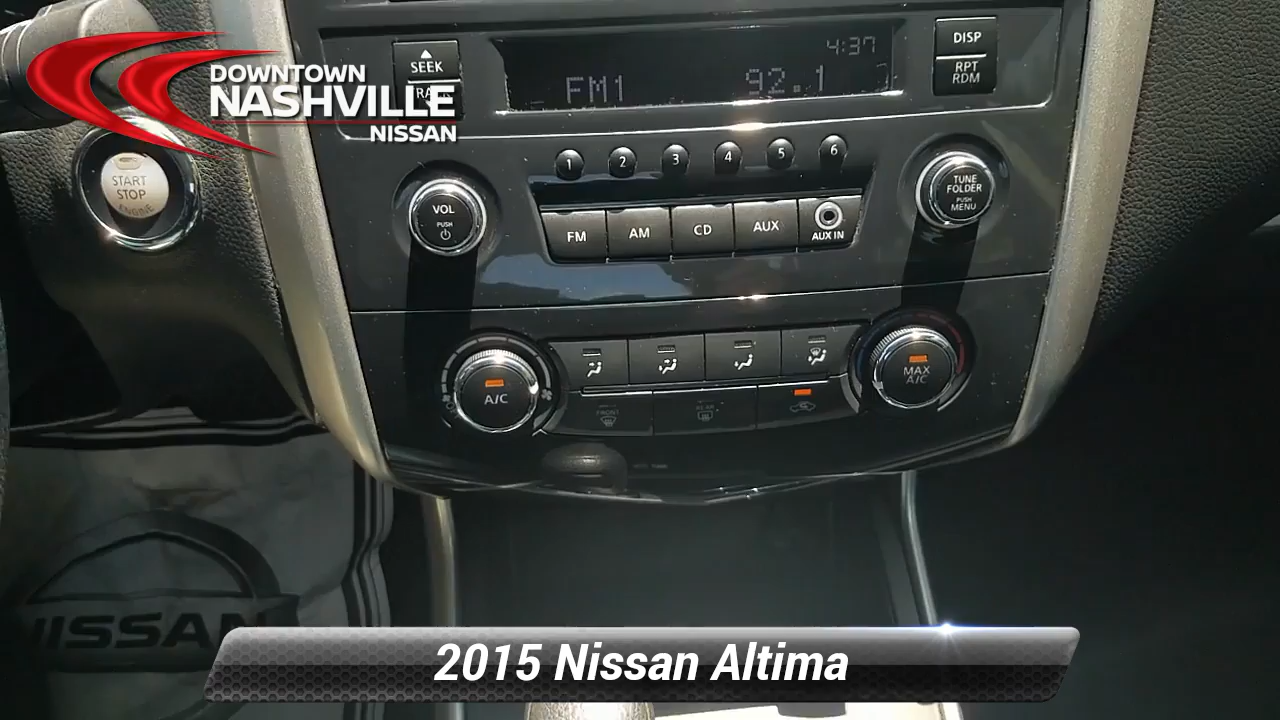 DOWNTOWN
NASHVILLE
NISSAN
SEEK
4:37
FM1 92.1
DISP
RPT
RDM
START
STOP
ENGINE
1 2 3 4 5 6
VOL
PUSH
TUNE
FOLDER
PUSH
MENU
FM AM CD AUX AUX IN
A/C
MAX
A/C
FRONT
NISSAN
2015 Nissan Altima